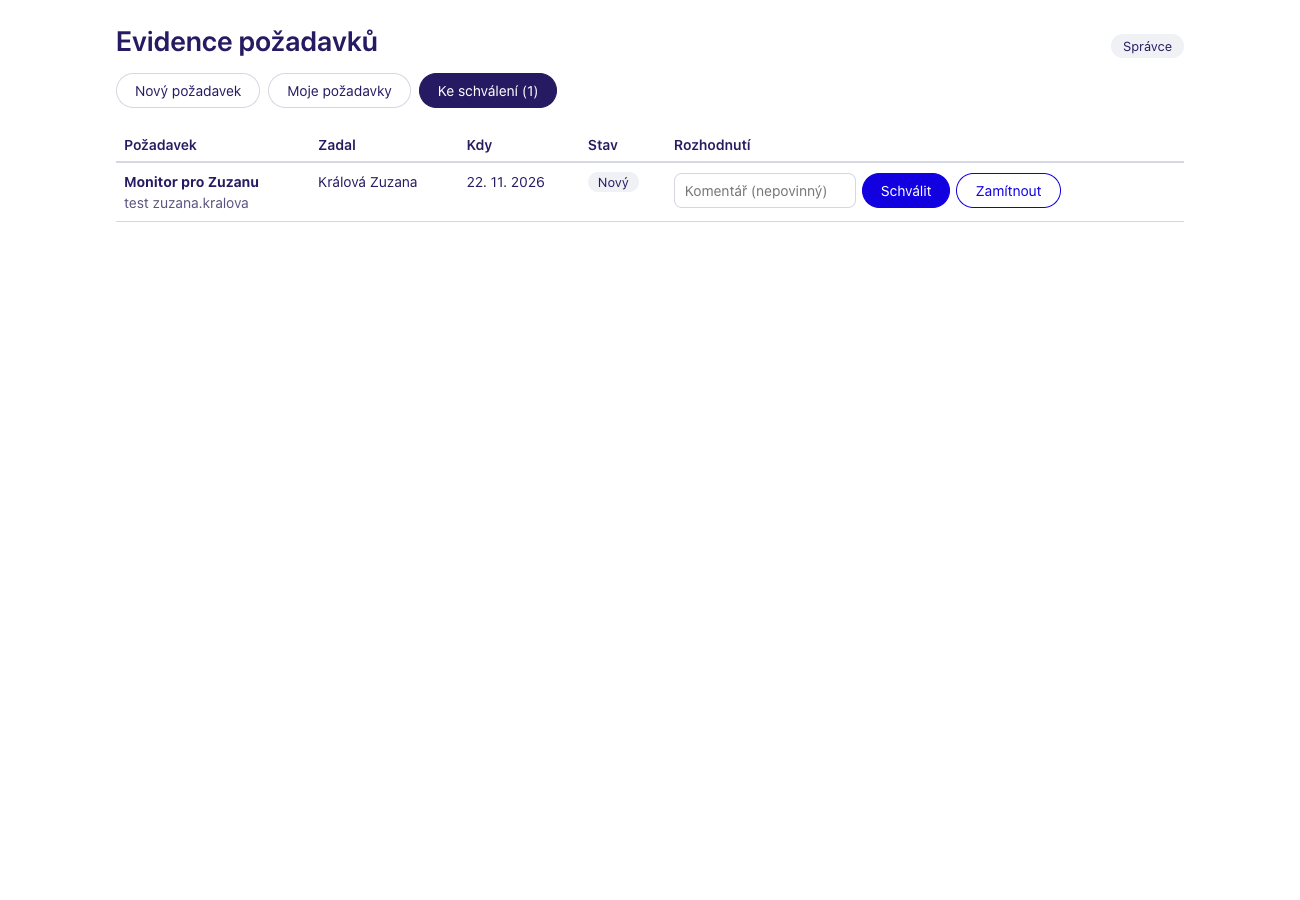 Evidence požadavků
Správce
Nový požadavek
Moje požadavky
Ke schválení (1)
Požadavek Zadal Kdy Stav Rozhodnutí
Monitor pro Zuzanu Králová Zuzana 22. 11. 2026 Nový Komentář (nepovinný) Schválit Zamítnout
test zuzana.kralova